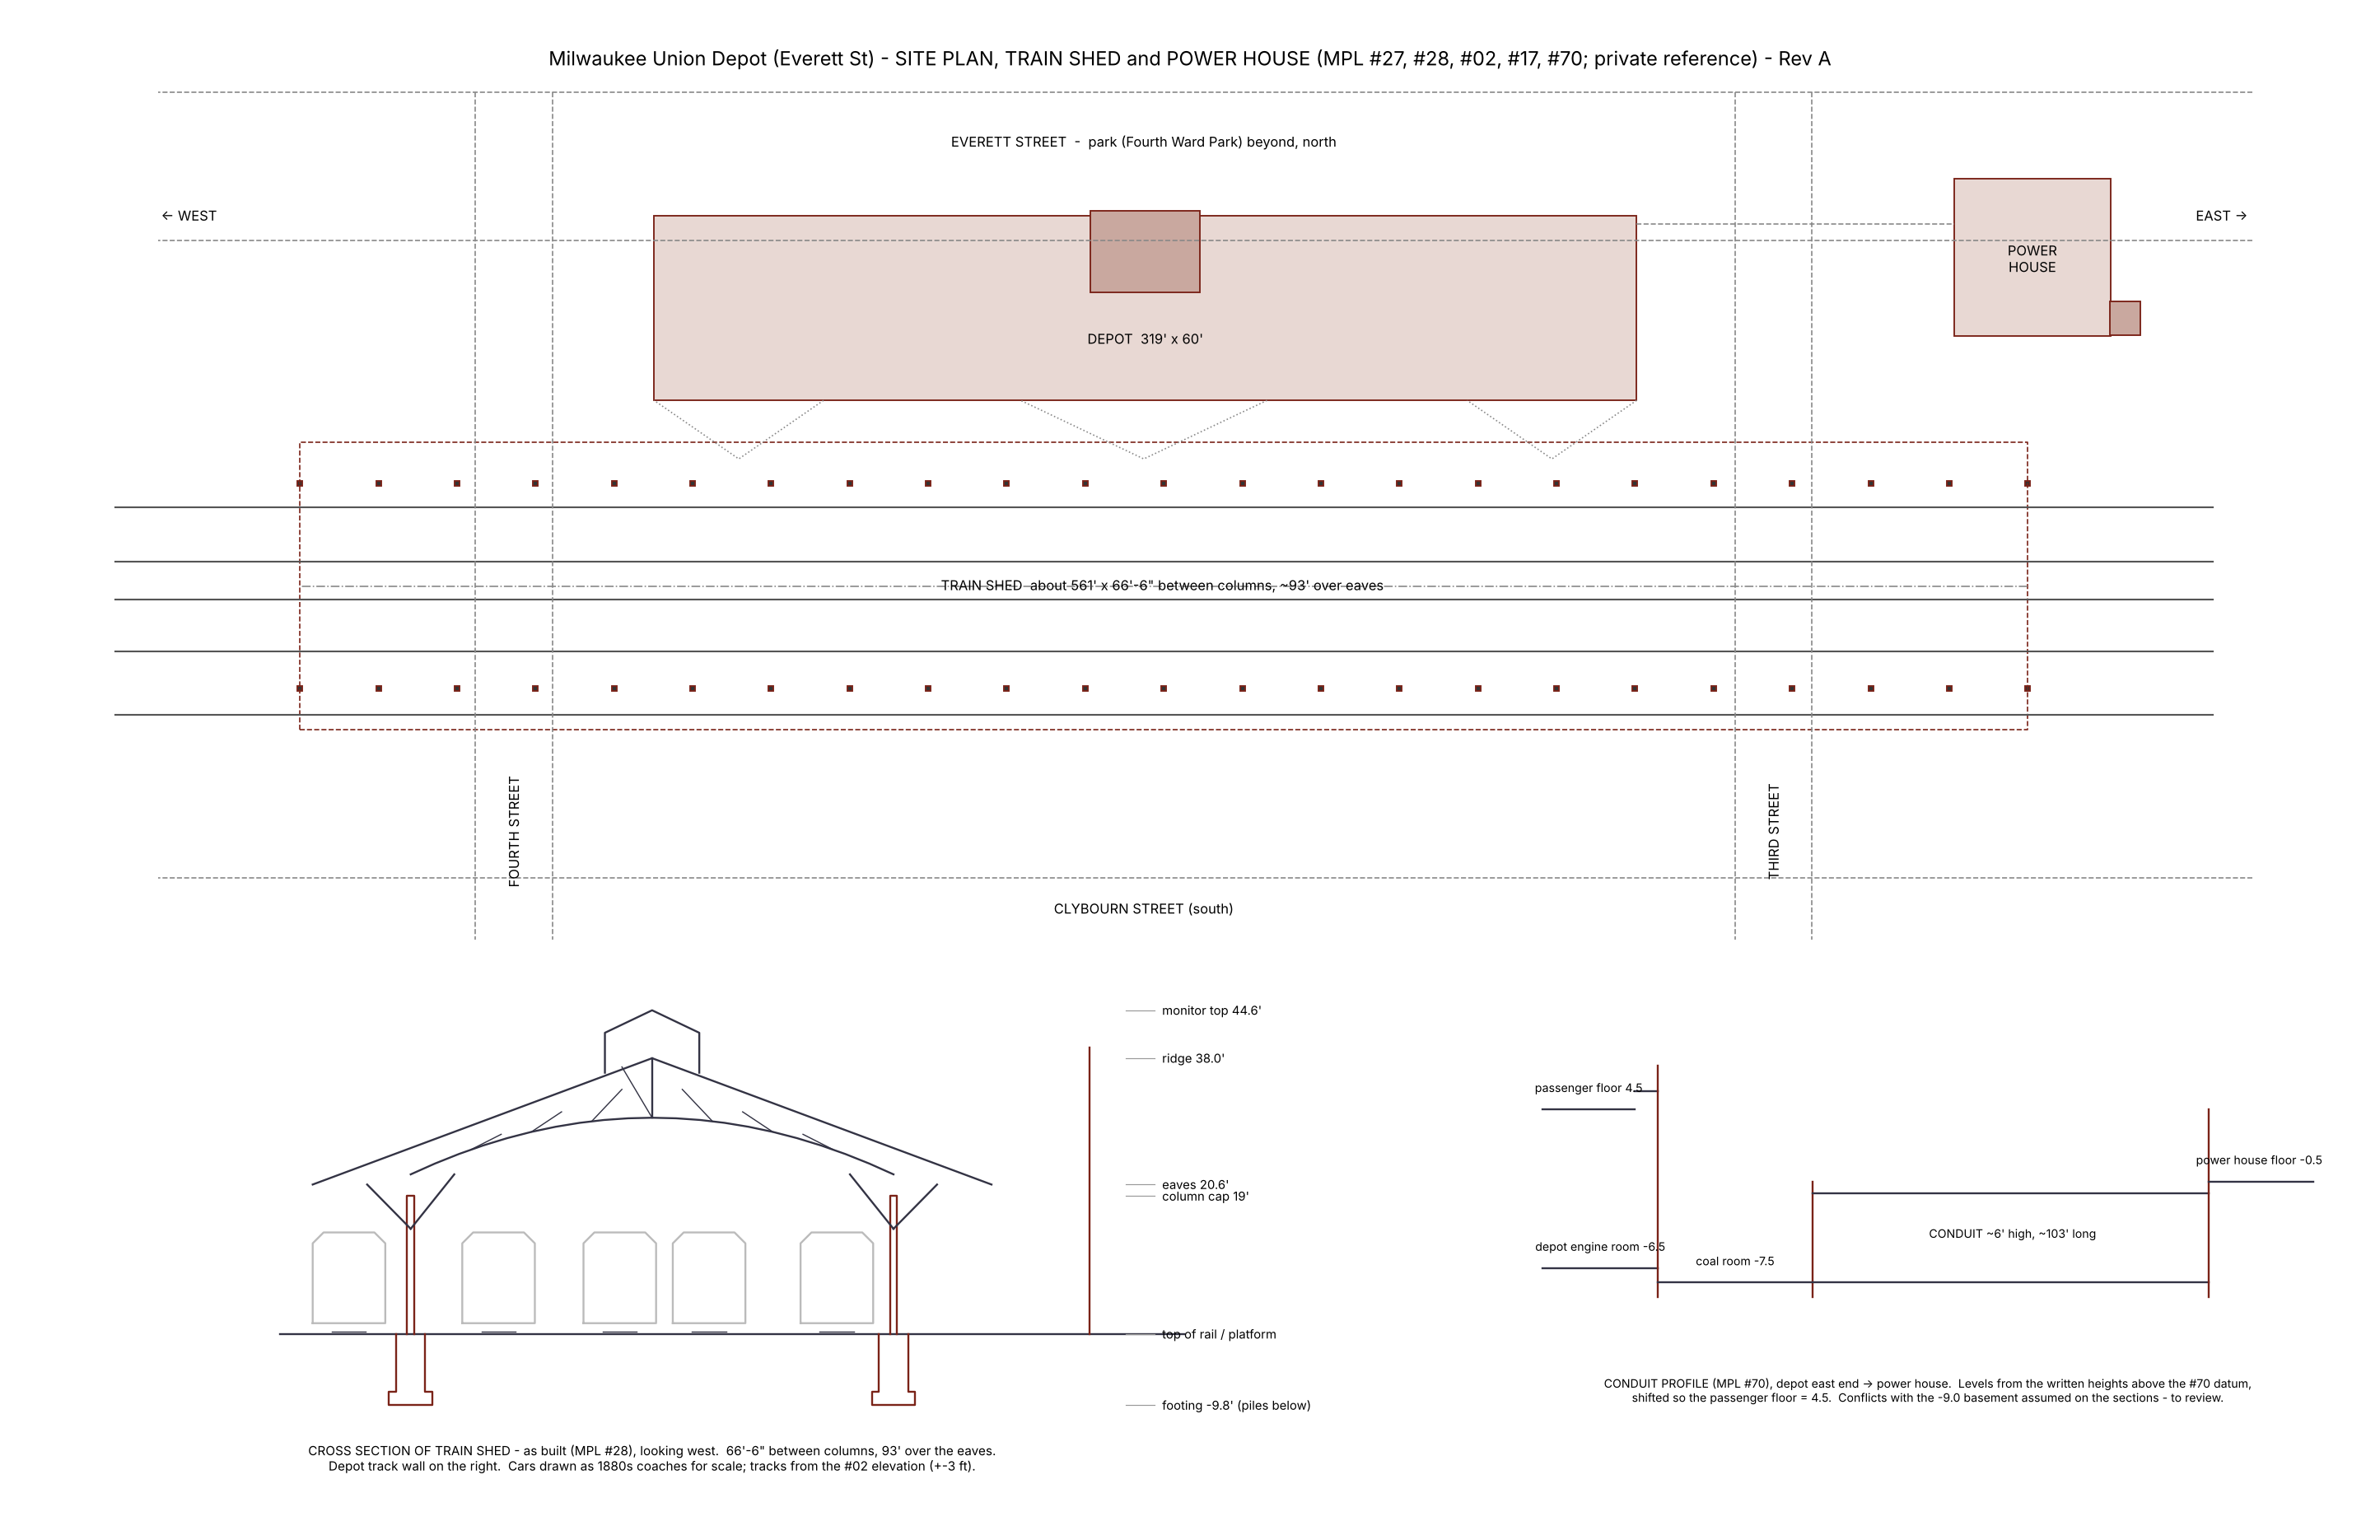 Milwaukee Union Depot (Everett St) - SITE PLAN, TRAIN SHED and POWER HOUSE (MPL #27, #28, #02, #17, #70; private reference) - Rev A
EVERETT STREET - park (Fourth Ward Park) beyond, north
← WEST
EAST →
POWER
HOUSE
DEPOT 319' x 60'
TRAIN SHED about 561' x 66'-6" between columns, ~93' over eaves
FOURTH STREET
THIRD STREET
CLYBOURN STREET (south)
monitor top 44.6'
ridge 38.0'
eaves 20.6'
column cap 19'
top of rail / platform
footing -9.8' (piles below)
CROSS SECTION OF TRAIN SHED - as built (MPL #28), looking west. 66'-6" between columns, 93' over the eaves.
Depot track wall on the right. Cars drawn as 1880s coaches for scale; tracks from the #02 elevation (+-3 ft).
passenger floor 4.5
power house floor -0.5
CONDUIT ~6' high, ~103' long
depot engine room -6.5
coal room -7.5
CONDUIT PROFILE (MPL #70), depot east end → power house. Levels from the written heights above the #70 datum,
shifted so the passenger floor = 4.5. Conflicts with the -9.0 basement assumed on the sections - to review.